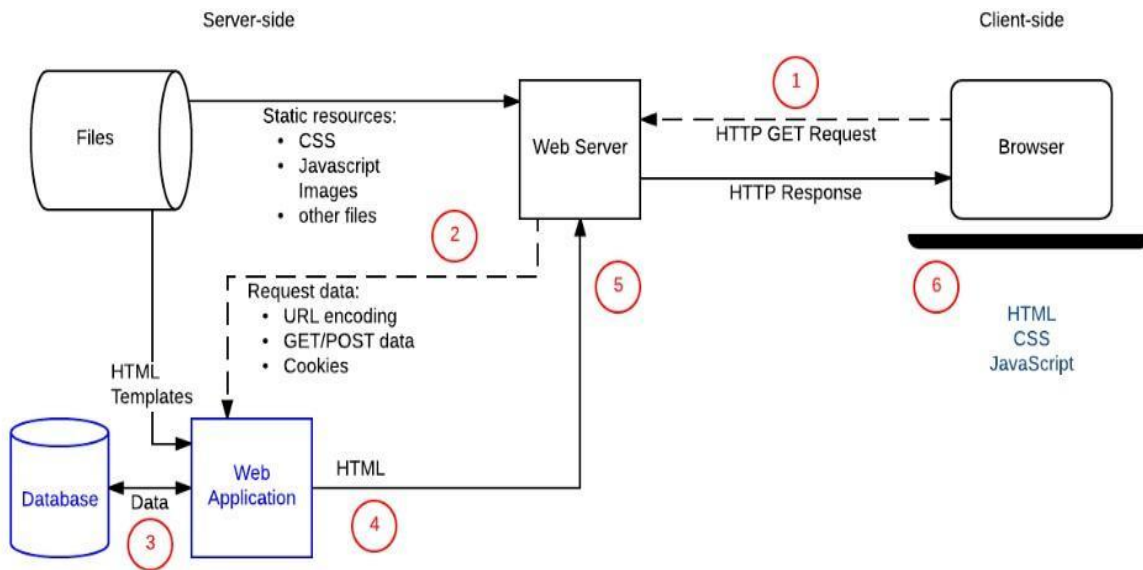 Server-side
Client-side
Files
Static resources:
• CSS
• Javascript
Images
• other files
Web Server
1
HTTP GET Request
HTTP Response
Browser
2
Request data:
• URL encoding
• GET/POST data
• Cookies
5
6
HTML
CSS
JavaScript
HTML
Templates
Database
Data
3
Web
Application
HTML
4